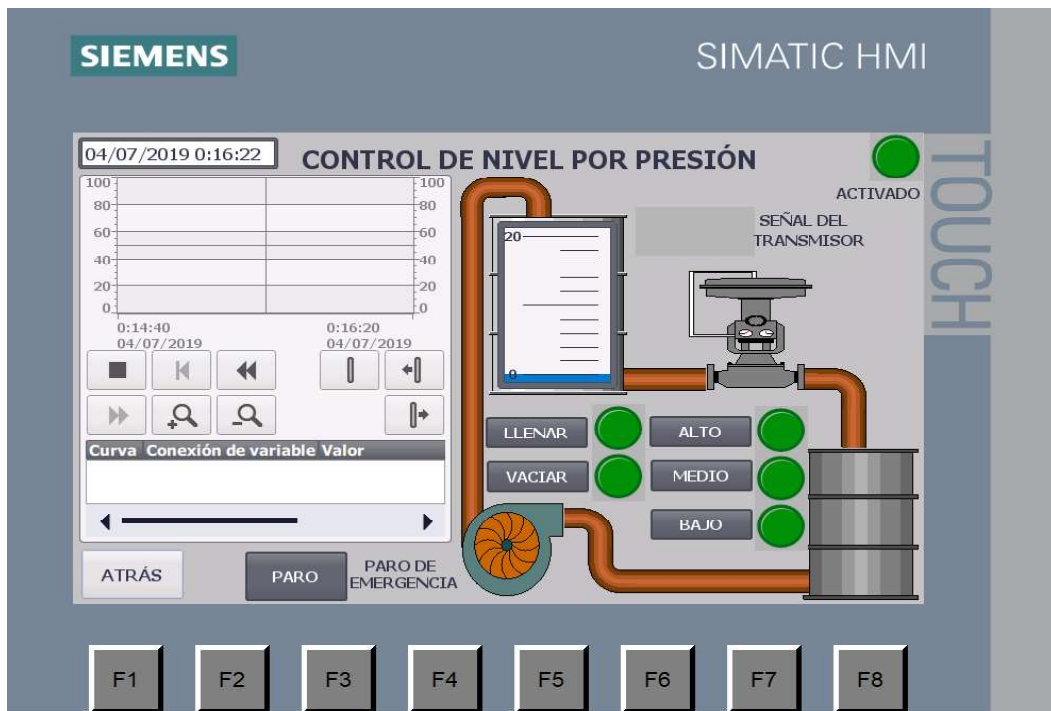 SIEMENS
SIMATIC HMI
TOUCH
04/07/2019 0:16:22
CONTROL DE NIVEL POR PRESIÓN
ACTIVADO
100
80
60
40
20
0
100
80
60
40
20
0
0:14:40
04/07/2019
0:16:20
04/07/2019
20
0
SEÑAL DEL
TRANSMISOR
LLENAR
ALTO
VACIAR
MEDIO
BAJO
Curva Conexión de variable Valor
ATRÁS
PARO
PARO DE
EMERGENCIA
F1 F2 F3 F4 F5 F6 F7 F8